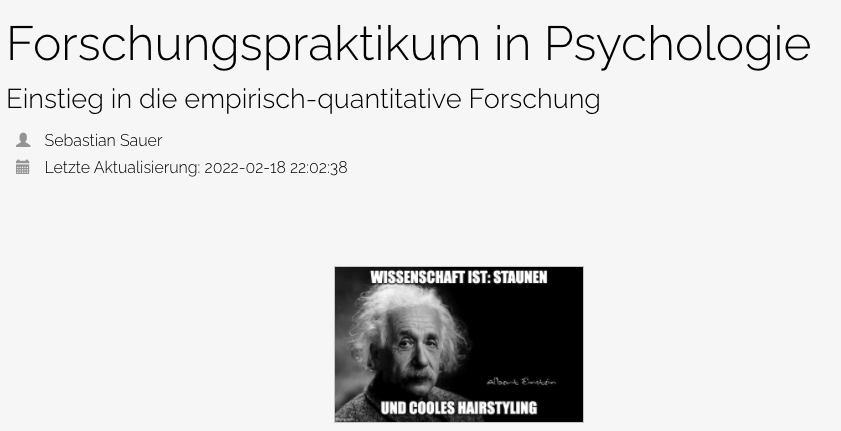 Forschungspraktikum in Psychologie
Einstieg in die empirisch-quantitative Forschung
Sebastian Sauer
Letzte Aktualisierung: 2022-02-18 22:02:38
WISSENSCHAFT IST: STAUNEN
Albert Einstein
UND COOLES HAIRSTYLING